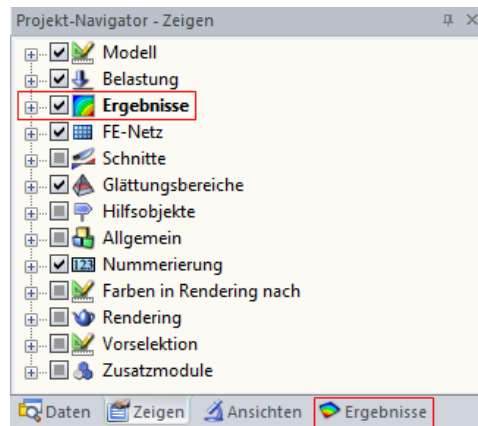 Projekt-Navigator - Zeigen
Modell
Belastung
Ergebnisse
FE-Netz
Schnitte
Glättungsbereiche
Hilfsobjekte
Allgemein
123 Nummerierung
Farben in Rendering nach
Rendering
Vorselektion
Zusatzmodule
Daten Zeigen Ansichten Ergebnisse